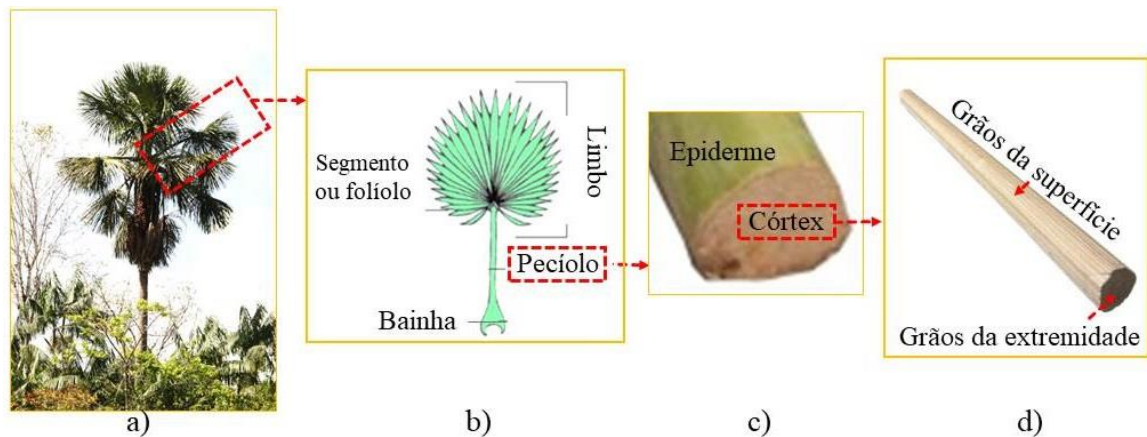 Segmento
ou folíolo
Limbo
Pecíolo
Bainha
Epiderme
Córtex
Grãos da superfície
Grãos da extremidade
a)
b)
c)
d)